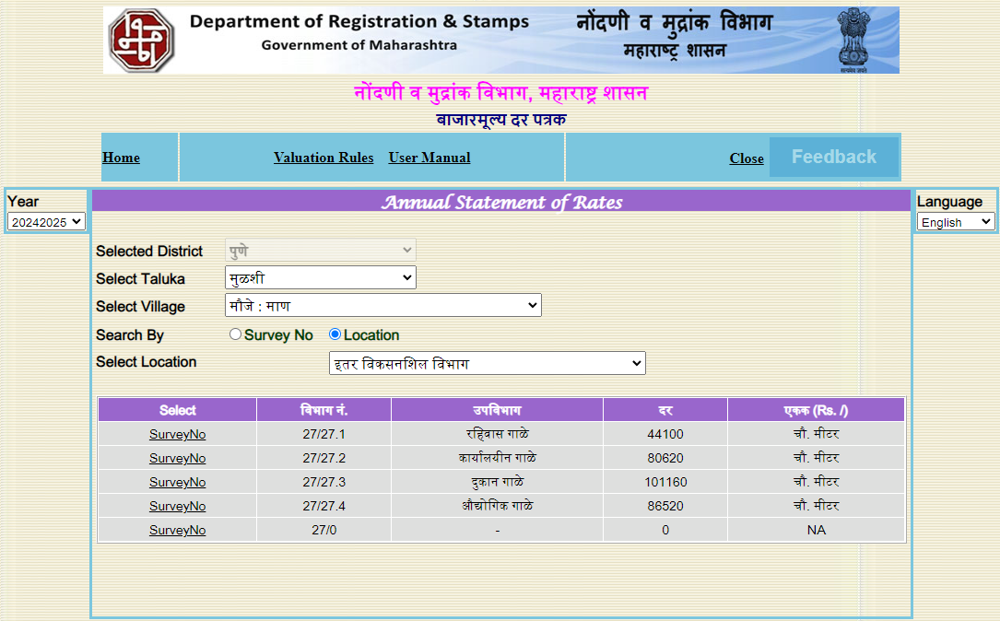 Department of Registration & Stamps
Government of Maharashtra
नोंदणी व मुद्रांक विभाग
महाराष्ट्र शासन
नोंदणी व मुद्रांक विभाग, महाराष्ट्र शासन
बाजारमूल्य दर पत्रक
Home Valuation Rules User Manual Close Feedback
Year Annual Statement of Rates Language
20242025 English
Selected District पुणे
Select Taluka मुळशी
Select Village मौजे : माण
Search By Survey No Location
Select Location इतर विकसनशिल विभाग
Select विभाग नं. उपविभाग दर एकक (Rs. /)
SurveyNo 27/27.1 रहिवास गाळे 44100 चौ. मीटर
SurveyNo 27/27.2 कार्यालयीन गाळे 80620 चौ. मीटर
SurveyNo 27/27.3 दुकान गाळे 101160 चौ. मीटर
SurveyNo 27/27.4 औद्योगिक गाळे 86520 चौ. मीटर
SurveyNo 27/0 - 0 NA